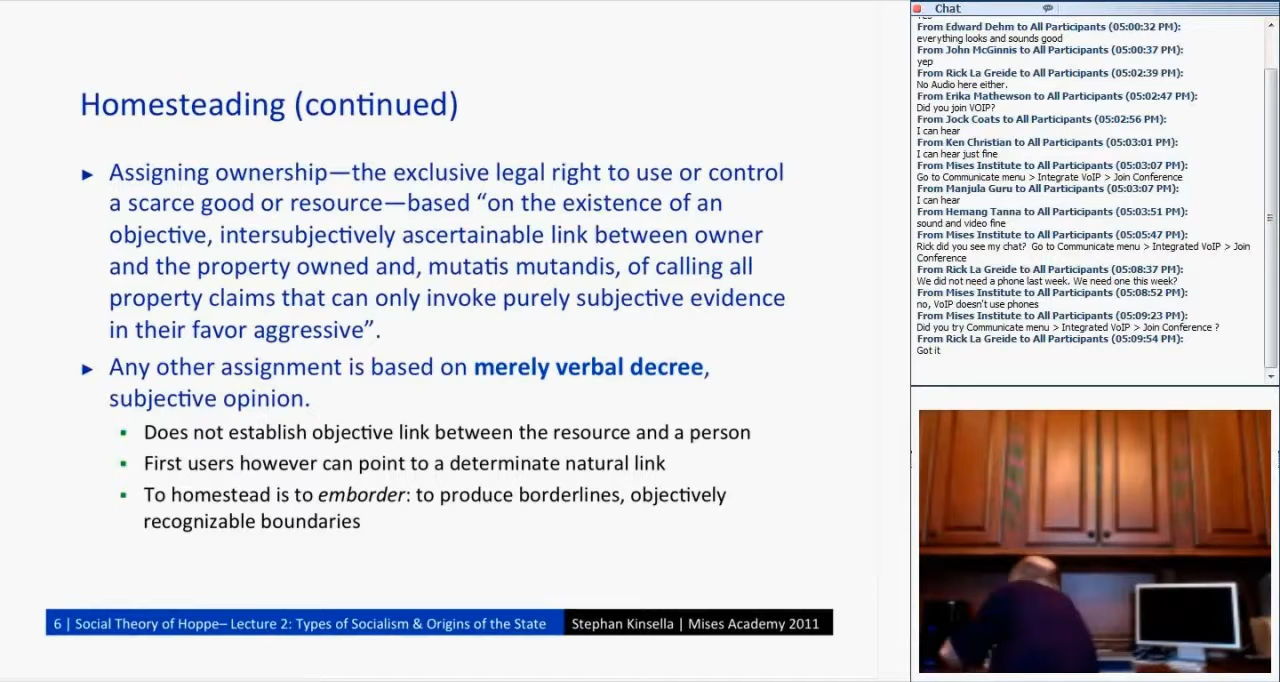 Homesteading (continued)
► Assigning ownership—the exclusive legal right to use or control
a scarce good or resource—based “on the existence of an
objective, intersubjectively ascertainable link between owner
and the property owned and, mutatis mutandis, of calling all
property claims that can only invoke purely subjective evidence
in their favor aggressive”.
► Any other assignment is based on merely verbal decree,
subjective opinion.
▪ Does not establish objective link between the resource and a person
▪ First users however can point to a determinate natural link
▪ To homestead is to emborder: to produce borderlines, objectively
recognizable boundaries
6 | Social Theory of Hoppe– Lecture 2: Types of Socialism & Origins of the State
Stephan Kinsella | Mises Academy 2011
Chat
From Edward Dehm to All Participants (05:00:32 PM):
everything looks and sounds good
From John McGinnis to All Participants (05:00:37 PM):
yep
From Rick La Greide to All Participants (05:02:39 PM):
No Audio here either.
From Erika Mathewson to All Participants (05:02:47 PM):
Did you join VOIP?
From Jock Coats to All Participants (05:02:56 PM):
I can hear
From Ken Christian to All Participants (05:03:01 PM):
I can hear just fine
From Mises Institute to All Participants (05:03:07 PM):
Go to Communicate menu > Integrate VoIP > Join Conference
From Manjula Guru to All Participants (05:03:07 PM):
I can hear
From Hemang Tanna to All Participants (05:03:51 PM):
sound and video fine
From Mises Institute to All Participants (05:05:47 PM):
Rick did you see my chat? Go to Communicate menu > Integrated VoIP > Join
Conference
From Rick La Greide to All Participants (05:08:37 PM):
We did not need a phone last week. We need one this week?
From Mises Institute to All Participants (05:08:52 PM):
no, VoIP doesn't use phones
From Mises Institute to All Participants (05:09:23 PM):
Did you try Communicate menu > Integrated VoIP > Join Conference ?
From Rick La Greide to All Participants (05:09:54 PM):
Got it